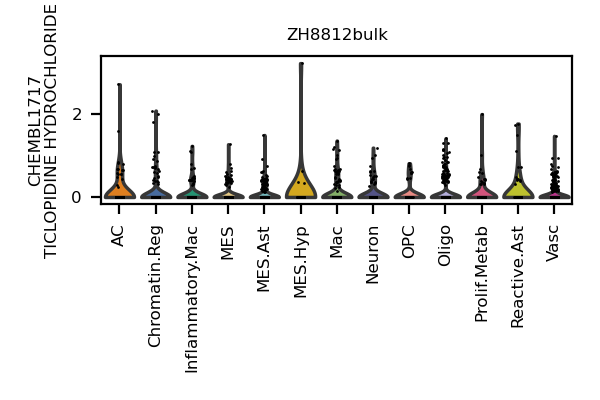 ZH8812bulk
CHEMBL1717
TICLOPIDINE HYDROCHLORIDE
2
0
AC
Chromatin.Reg
Inflammatory.Mac
MES
MES.Ast
MES.Hyp
Mac
Neuron
OPC
Oligo
Prolif.Metab
Reactive.Ast
Vasc